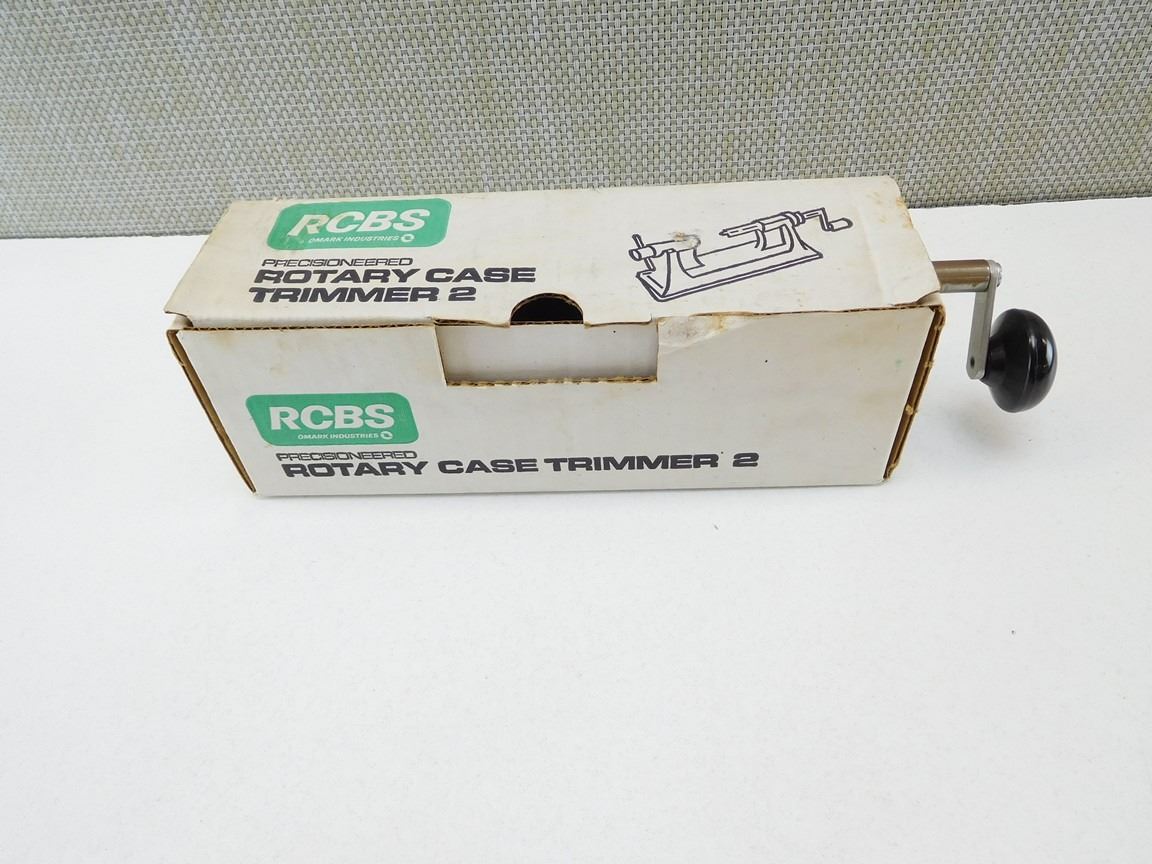 RCBS
OMARK INDUSTRIES
PRECISIONEERED
ROTARY CASE
TRIMMER 2
RCBS
OMARK INDUSTRIES
PRECISIONEERED
ROTARY CASE TRIMMER 2